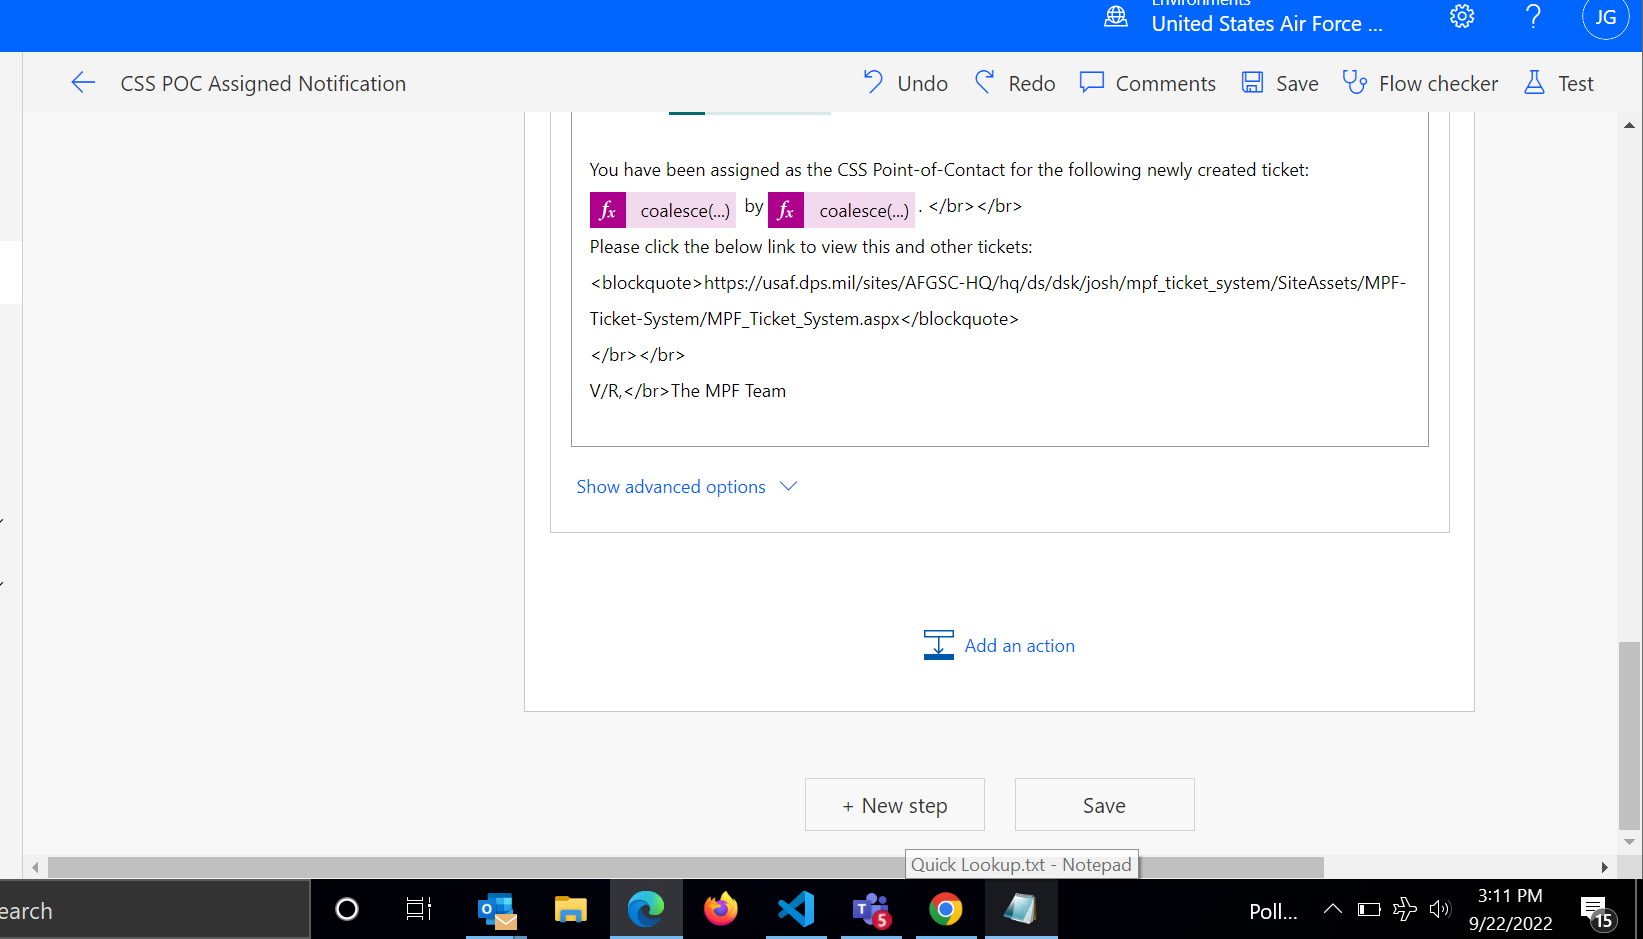 Environments
United States Air Force ...
JG
CSS POC Assigned Notification
Undo
Redo
Comments
Save
Flow checker
Test
You have been assigned as the CSS Point-of-Contact for the following newly created ticket:
fx coalesce(...) by fx coalesce(...) . </br></br>
Please click the below link to view this and other tickets:
<blockquote>https://usaf.dps.mil/sites/AFGSC-HQ/hq/ds/dsk/josh/mpf_ticket_system/SiteAssets/MPF-
Ticket-System/MPF_Ticket_System.aspx</blockquote>
</br></br>
V/R,</br>The MPF Team
Show advanced options
Add an action
+ New step
Save
Quick Lookup.txt - Notepad
earch
5
Poll...
3:11 PM
9/22/2022
15